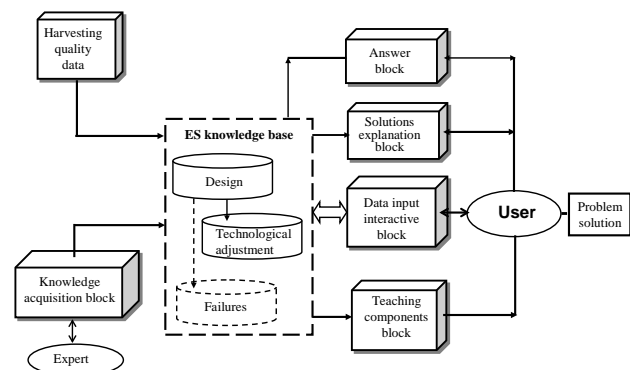 Harvesting
quality
data
Answer
block
ES knowledge base
Solutions
explanation
block
Design
Technological
adjustment
Data input
interactive
block
User
Problem
solution
Knowledge
acquisition block
Failures
Teaching
components
block
Expert